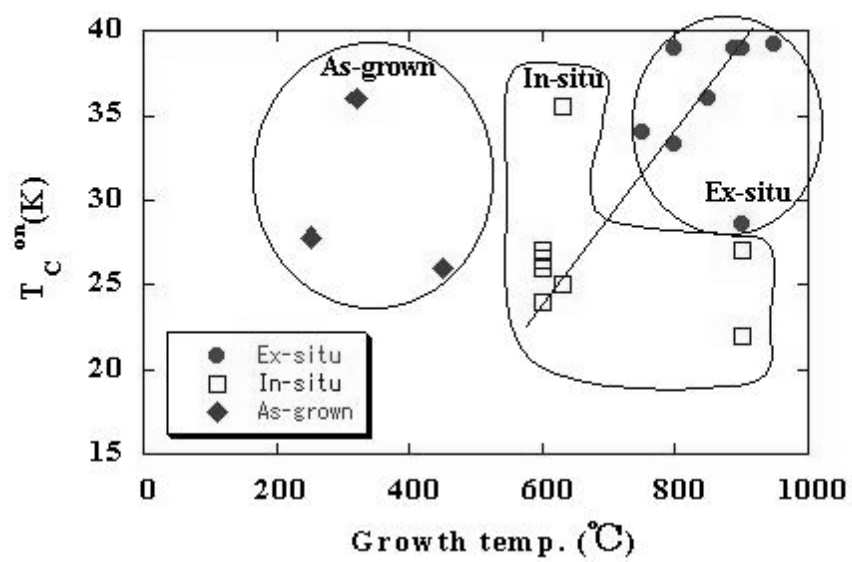 40
35
30
25
20
15
T_C^on (K)
As-grown
In-situ
Ex-situ
Ex-situ
In-situ
As-grown
0 200 400 600 800 1000
Growth temp. (℃)